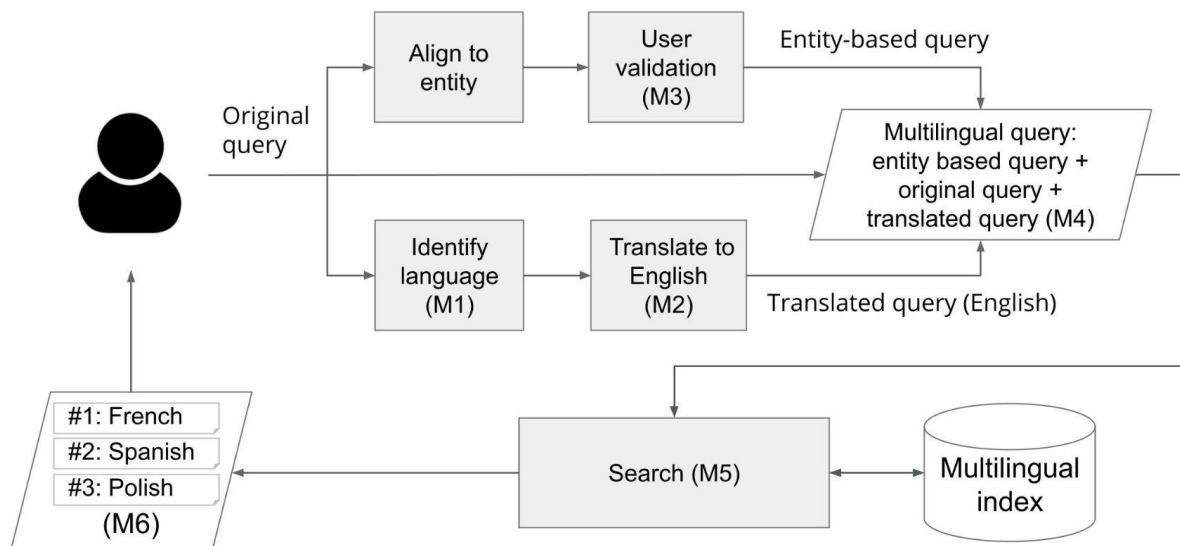 Original
query
Align to
entity
User
validation
(M3)
Entity-based query
Multilingual query:
entity based query +
original query +
translated query (M4)
Identify
language
(M1)
Translate to
English
(M2)
Translated query (English)
#1: French
#2: Spanish
#3: Polish
(M6)
Search (M5)
Multilingual
index